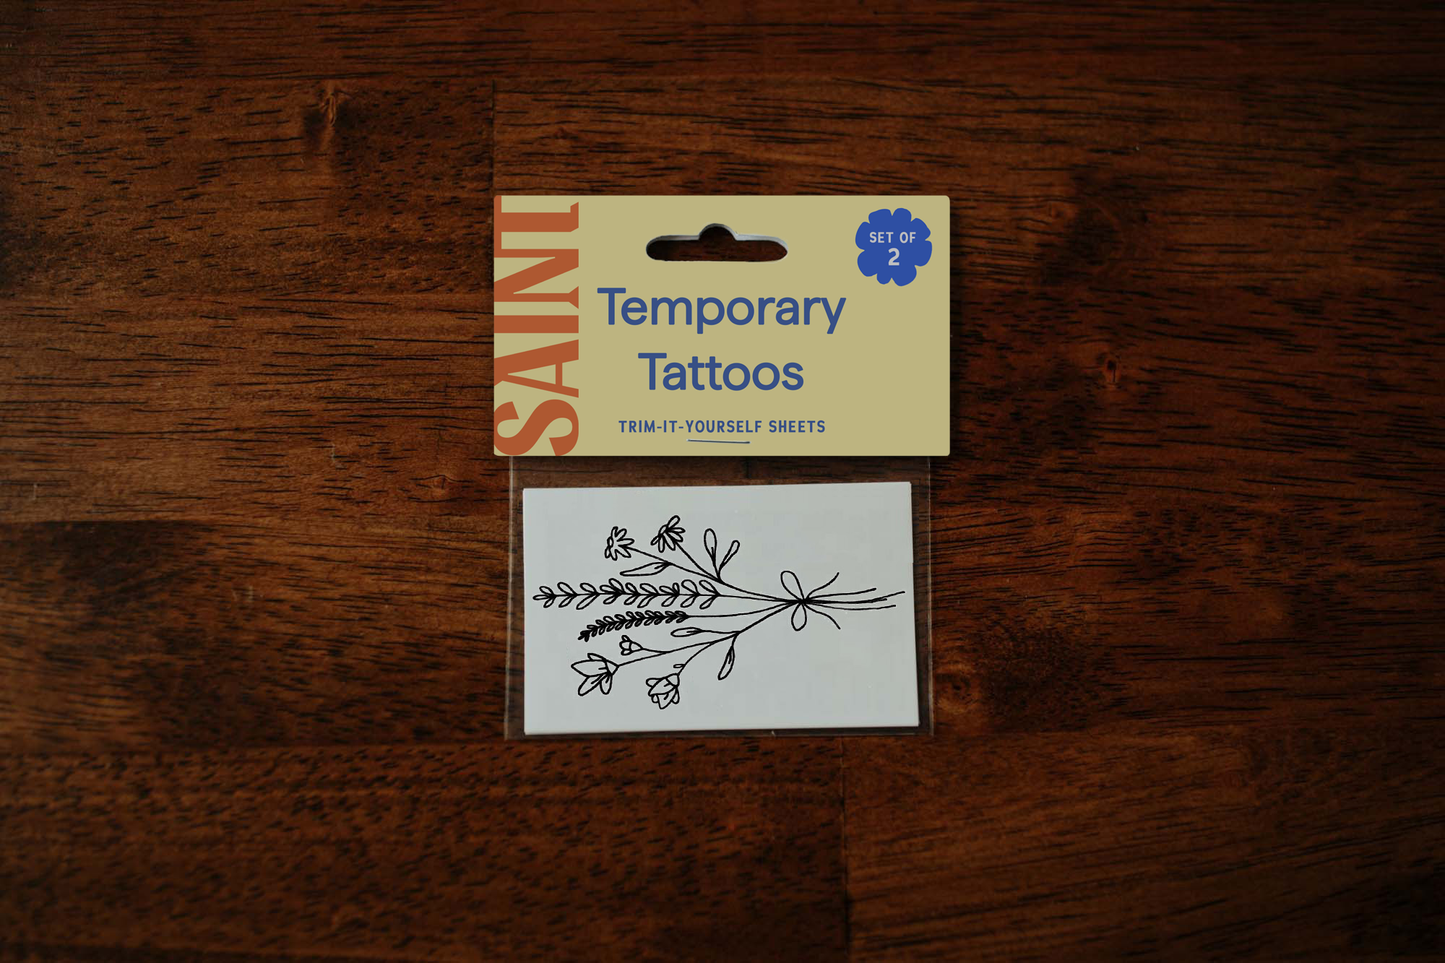 SAINT
SET OF
2
Temporary
Tattoos
TRIM-IT-YOURSELF SHEETS